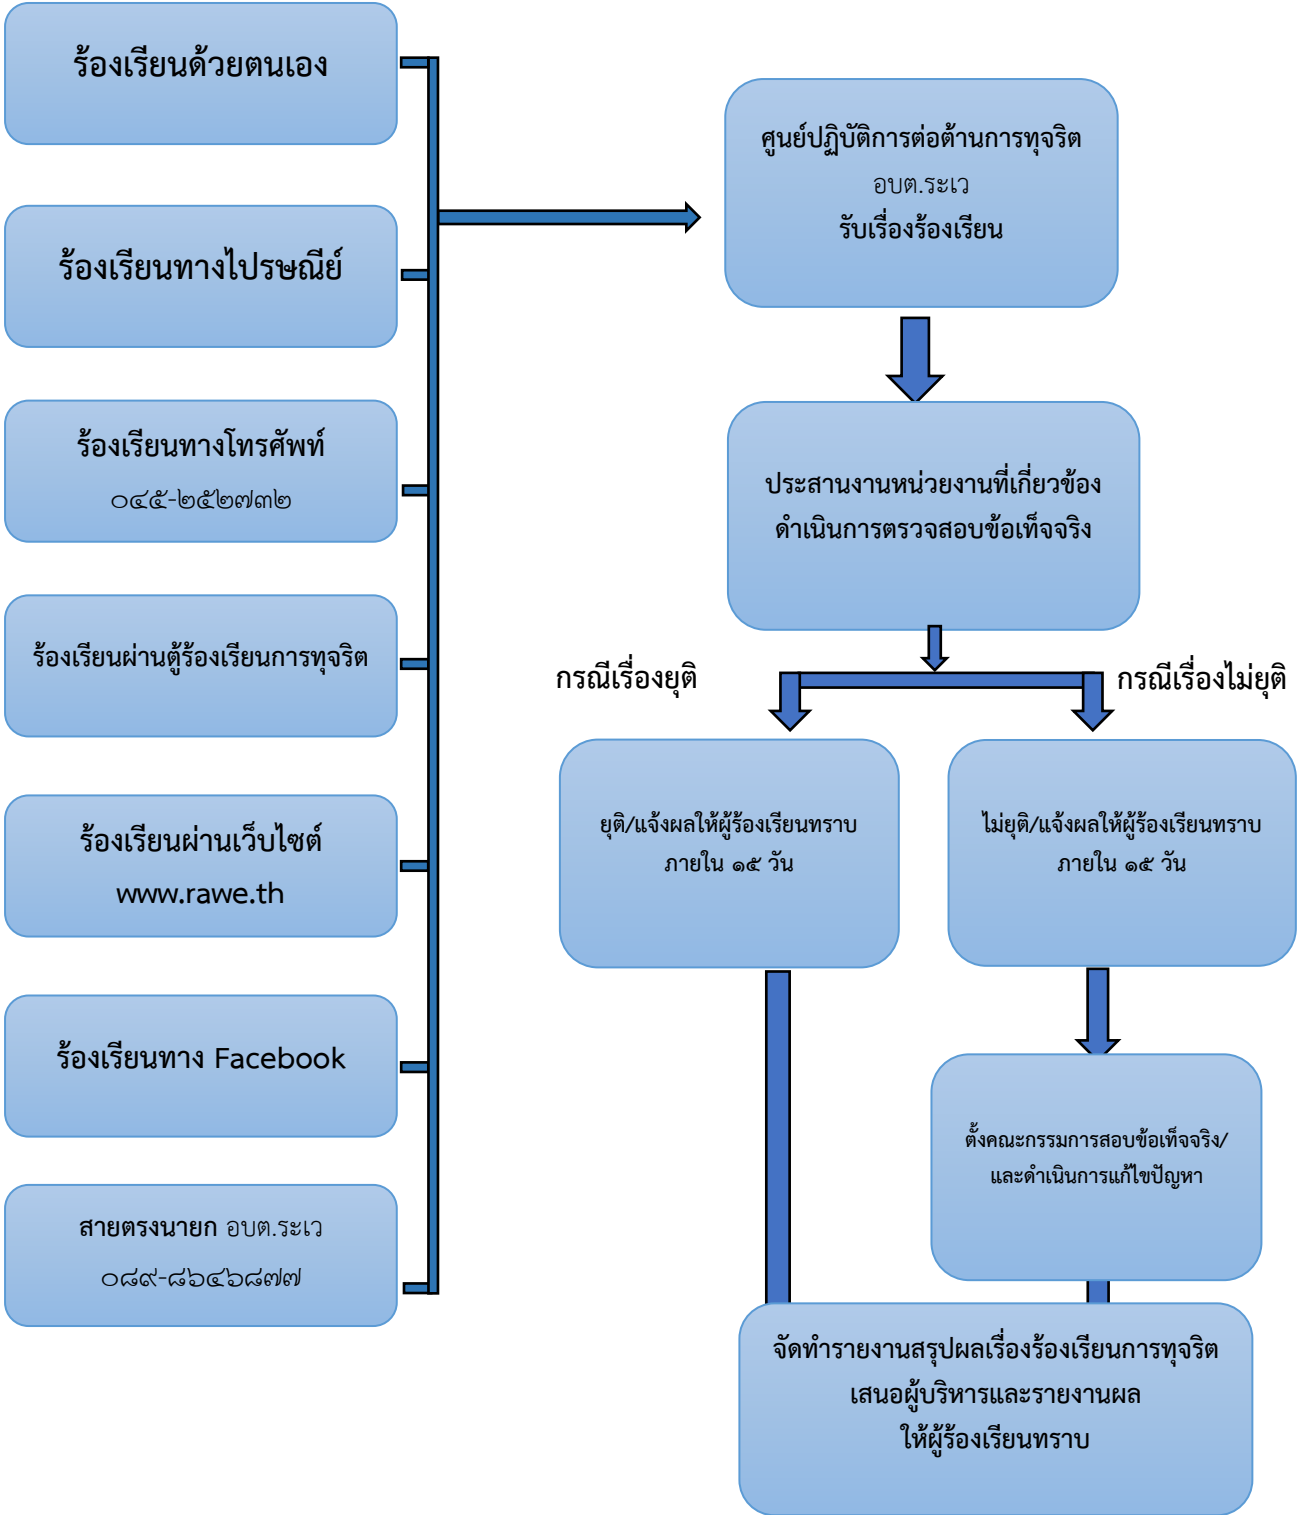 ร้องเรียนด้วยตนเอง
ร้องเรียนทางไปรษณีย์
ร้องเรียนทางโทรศัพท์
๐๔๕-๒๕๒๗๓๒
ร้องเรียนผ่านตู้ร้องเรียนการทุจริต
ร้องเรียนผ่านเว็บไซต์
www.rawe.th
ร้องเรียนทาง Facebook
สายตรงนายก อบต.ระเว
๐๘๙-๘๖๔๖๘๗๗
ศูนย์ปฏิบัติการต่อต้านการทุจริต
อบต.ระเว
รับเรื่องร้องเรียน
ประสานงานหน่วยงานที่เกี่ยวข้อง
ดำเนินการตรวจสอบข้อเท็จจริง
กรณีเรื่องยุติ
กรณีเรื่องไม่ยุติ
ยุติ/แจ้งผลให้ผู้ร้องเรียนทราบ
ภายใน ๑๕ วัน
ไม่ยุติ/แจ้งผลให้ผู้ร้องเรียนทราบ
ภายใน ๑๕ วัน
ตั้งคณะกรรมการสอบข้อเท็จจริง/
และดำเนินการแก้ไขปัญหา
จัดทำรายงานสรุปผลเรื่องร้องเรียนการทุจริต
เสนอผู้บริหารและรายงานผล
ให้ผู้ร้องเรียนทราบ